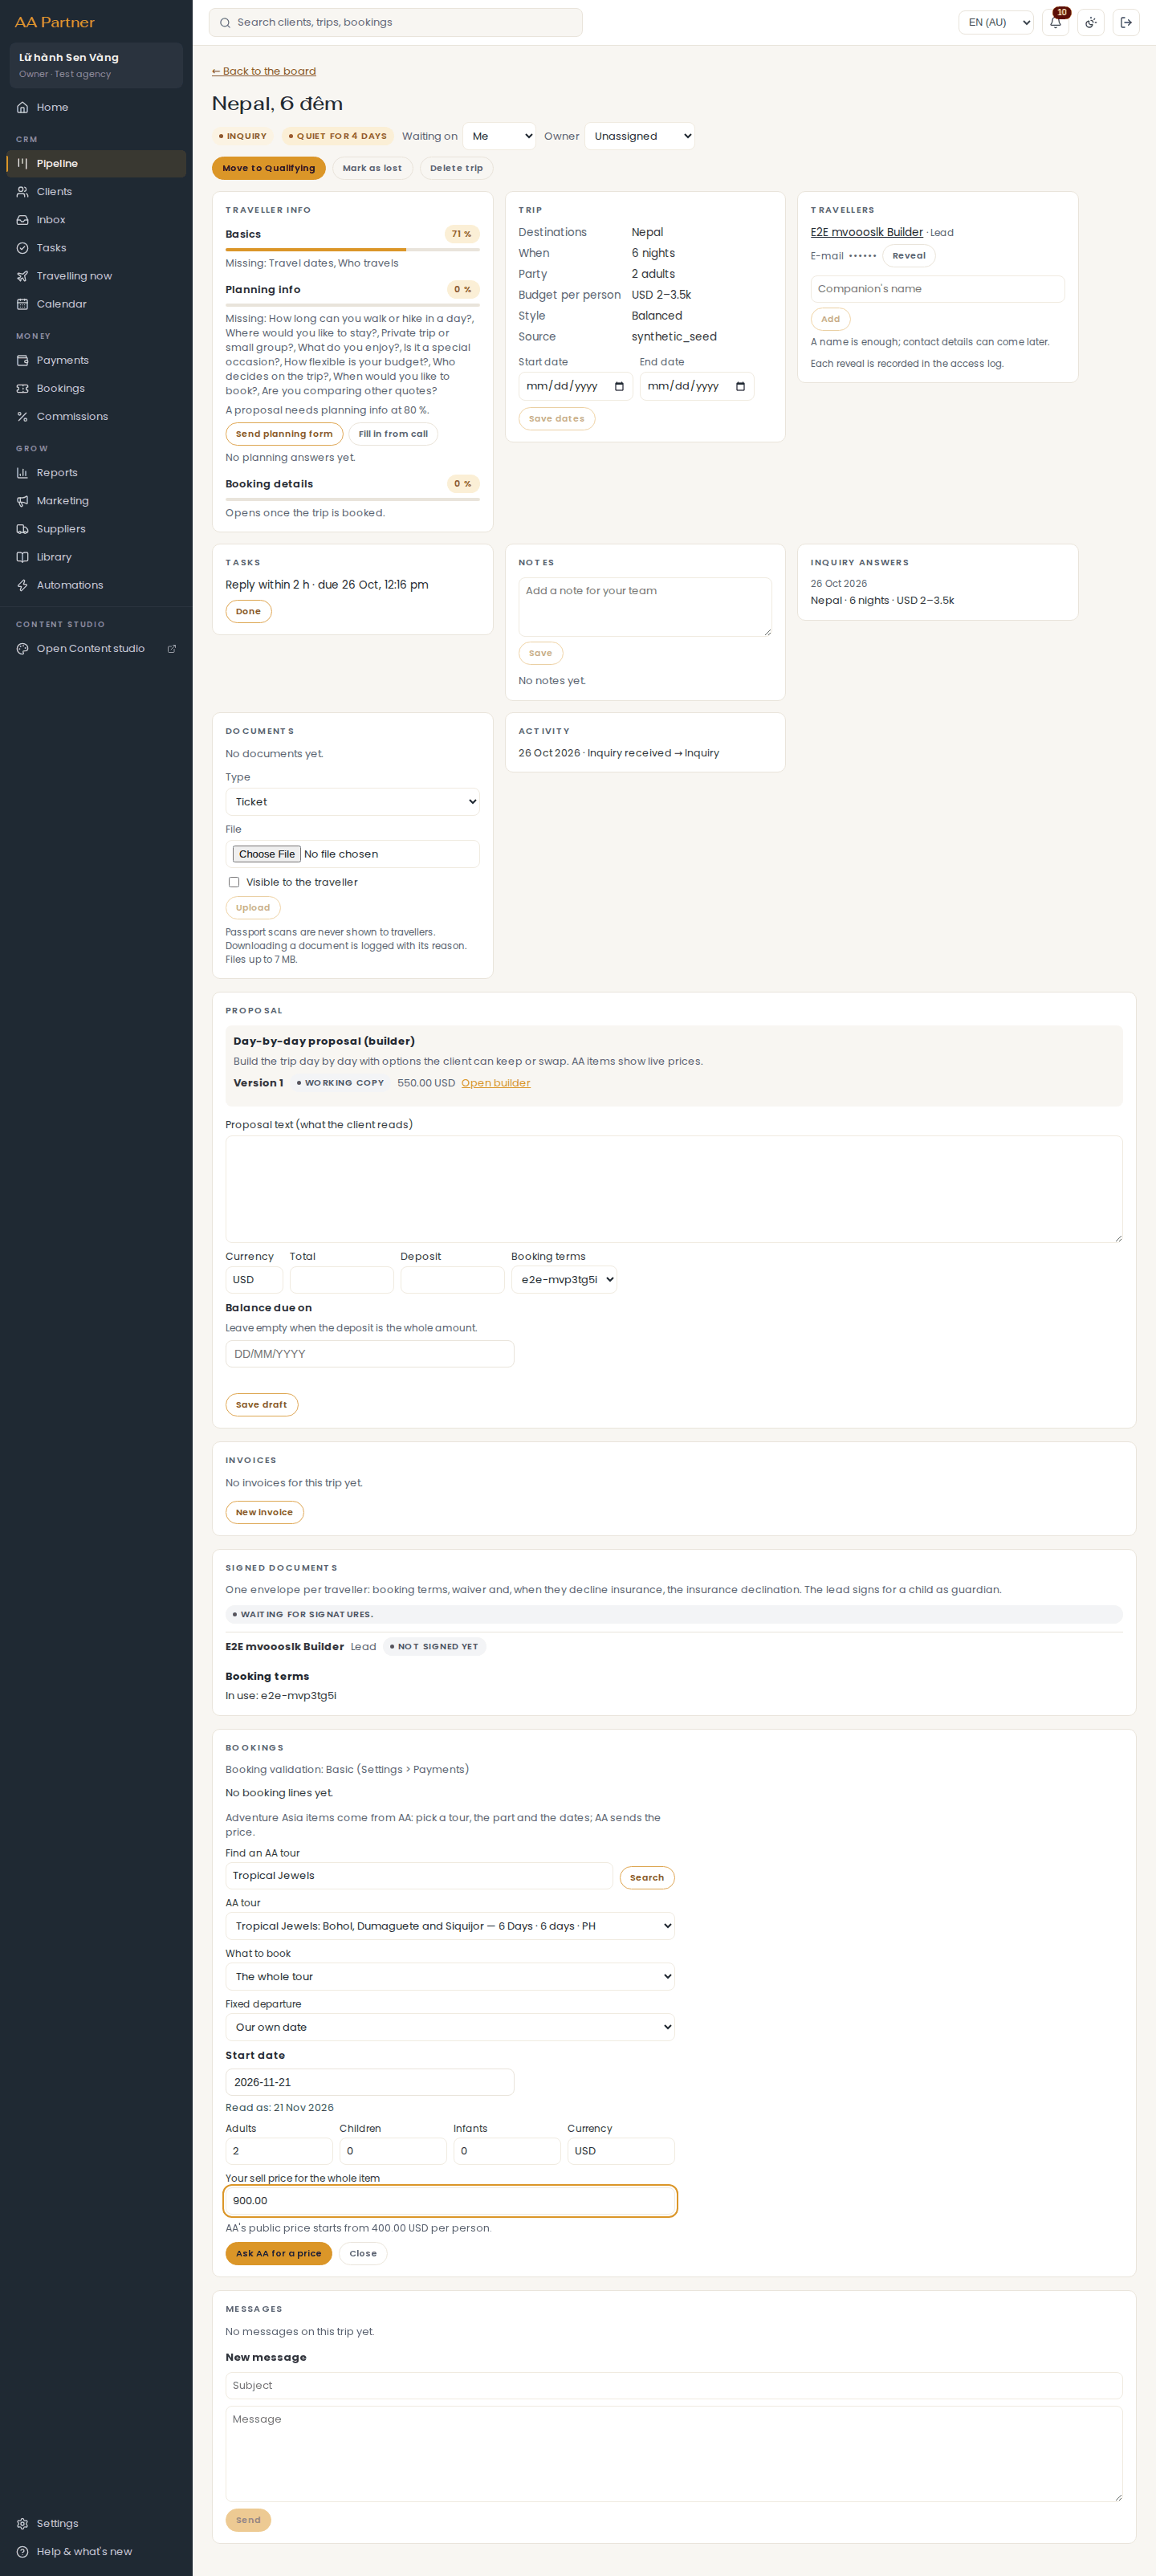 AA Partner
Lữ hành Sen Vàng
Owner · Test agency
Home
CRM
Pipeline
Clients
Inbox
Tasks
Travelling now
Calendar
MONEY
Payments
Bookings
Commissions
GROW
Reports
Marketing
Suppliers
Library
Automations
CONTENT STUDIO
Open Content studio
Settings
Help & what's new
Search clients, trips, bookings
EN (AU)
10
← Back to the board
Nepal, 6 đêm
INQUIRY
QUIET FOR 4 DAYS
Waiting on
Me
Owner
Unassigned
Move to Qualifying
Mark as lost
Delete trip
TRAVELLER INFO
Basics
71 %
Missing: Travel dates, Who travels
Planning info
0 %
Missing: How long can you walk or hike in a day?,
Where would you like to stay?, Private trip or
small group?, What do you enjoy?, Is it a special
occasion?, How flexible is your budget?, Who
decides on the trip?, When would you like to
book?, Are you comparing other quotes?
A proposal needs planning info at 80 %.
Send planning form
Fill in from call
No planning answers yet.
Booking details
0 %
Opens once the trip is booked.
TRIP
Destinations Nepal
When 6 nights
Party 2 adults
Budget per person USD 2–3.5k
Style Balanced
Source synthetic_seed
Start date
End date
mm/dd/yyyy
mm/dd/yyyy
Save dates
TRAVELLERS
E2E mvoooslk Builder · Lead
E-mail •••••• Reveal
Companion's name
Add
A name is enough; contact details can come later.
Each reveal is recorded in the access log.
TASKS
Reply within 2 h · due 26 Oct, 12:16 pm
Done
NOTES
Add a note for your team
Save
No notes yet.
INQUIRY ANSWERS
26 Oct 2026
Nepal · 6 nights · USD 2–3.5k
DOCUMENTS
No documents yet.
Type
Ticket
File
Choose File No file chosen
Visible to the traveller
Upload
Passport scans are never shown to travellers.
Downloading a document is logged with its reason.
Files up to 7 MB.
ACTIVITY
26 Oct 2026 · Inquiry received → Inquiry
PROPOSAL
Day-by-day proposal (builder)
Build the trip day by day with options the client can keep or swap. AA items show live prices.
Version 1
WORKING COPY
550.00 USD
Open builder
Proposal text (what the client reads)
Currency
Total
Deposit
Booking terms
USD
e2e-mvp3tg5i
Balance due on
Leave empty when the deposit is the whole amount.
DD/MM/YYYY
Save draft
INVOICES
No invoices for this trip yet.
New invoice
SIGNED DOCUMENTS
One envelope per traveller: booking terms, waiver and, when they decline insurance, the insurance declination. The lead signs for a child as guardian.
WAITING FOR SIGNATURES.
E2E mvoooslk Builder Lead
NOT SIGNED YET
Booking terms
In use: e2e-mvp3tg5i
BOOKINGS
Booking validation: Basic (Settings > Payments)
No booking lines yet.
Adventure Asia items come from AA: pick a tour, the part and the dates; AA sends the
price.
Find an AA tour
Tropical Jewels
Search
AA tour
Tropical Jewels: Bohol, Dumaguete and Siquijor — 6 Days · 6 days · PH
What to book
The whole tour
Fixed departure
Our own date
Start date
2026-11-21
Read as: 21 Nov 2026
Adults
Children
Infants
Currency
2
0
0
USD
Your sell price for the whole item
900.00
AA's public price starts from 400.00 USD per person.
Ask AA for a price
Close
MESSAGES
No messages on this trip yet.
New message
Subject
Message
Send